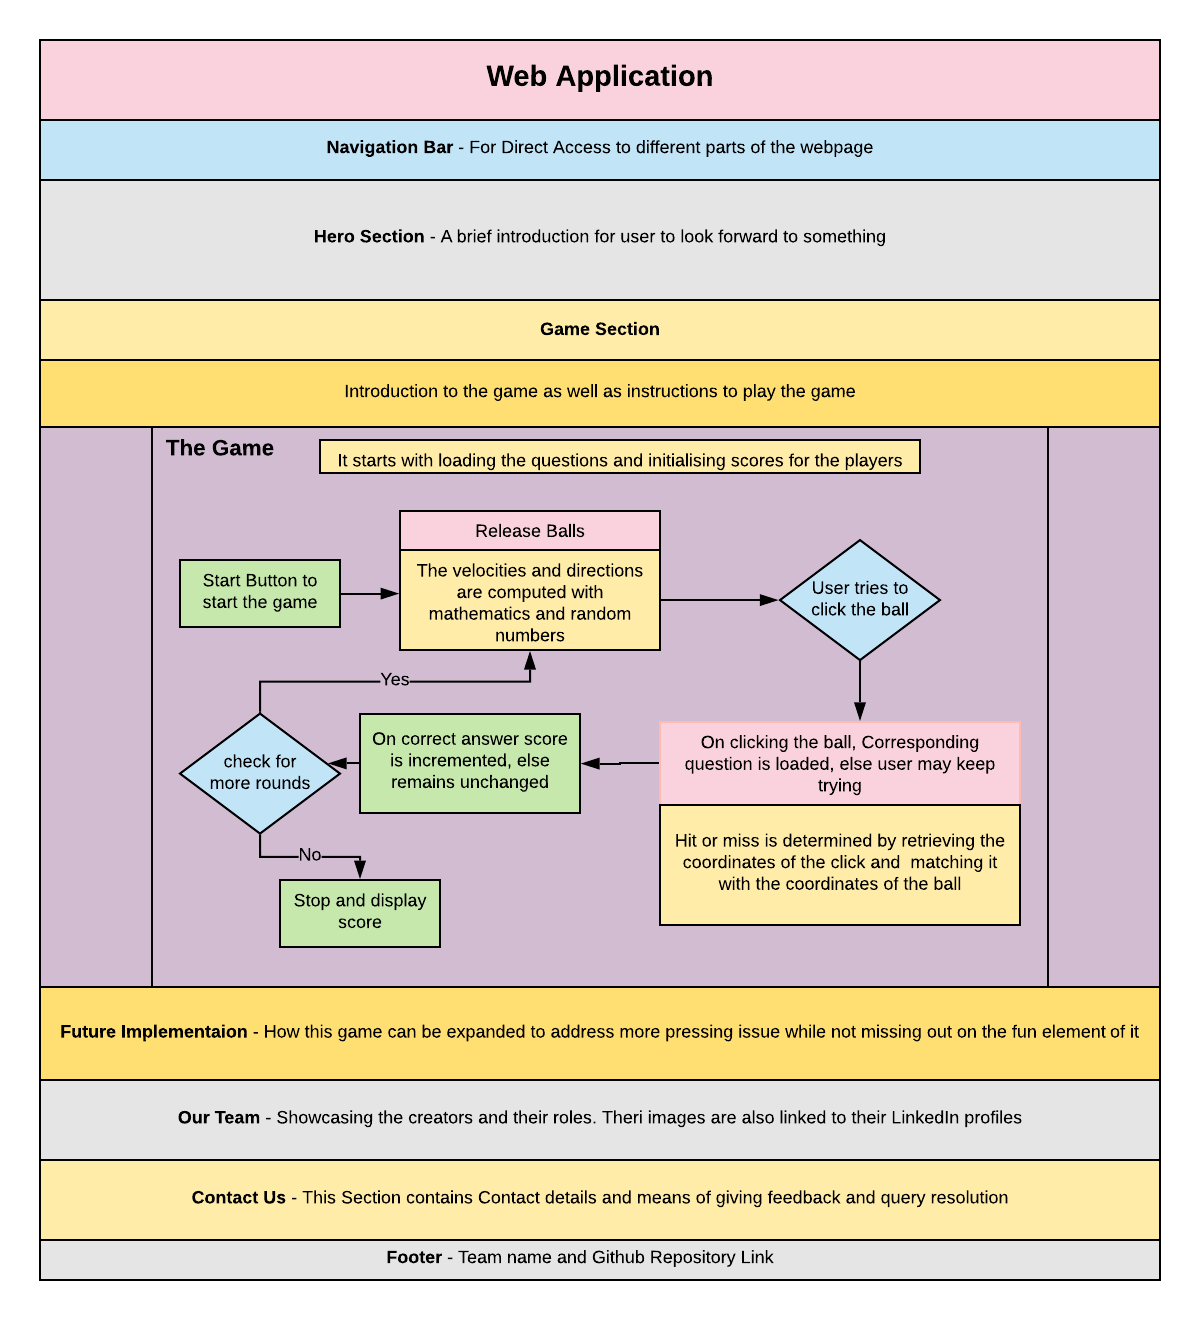 Web Application
Navigation Bar - For Direct Access to different parts of the webpage
Hero Section - A brief introduction for user to look forward to something
Game Section
Introduction to the game as well as instructions to play the game
The Game
It starts with loading the questions and initialising scores for the players
Start Button to
start the game
Release Balls
The velocities and directions
are computed with
mathematics and random
numbers
User tries to
click the ball
Yes
check for
more rounds
On correct answer score
is incremented, else
remains unchanged
On clicking the ball, Corresponding
question is loaded, else user may keep
trying
Hit or miss is determined by retrieving the
coordinates of the click and  matching it
with the coordinates of the ball
No
Stop and display
score
Future Implementaion - How this game can be expanded to address more pressing issue while not missing out on the fun element of it
Our Team - Showcasing the creators and their roles. Theri images are also linked to their LinkedIn profiles
Contact Us - This Section contains Contact details and means of giving feedback and query resolution
Footer - Team name and Github Repository Link